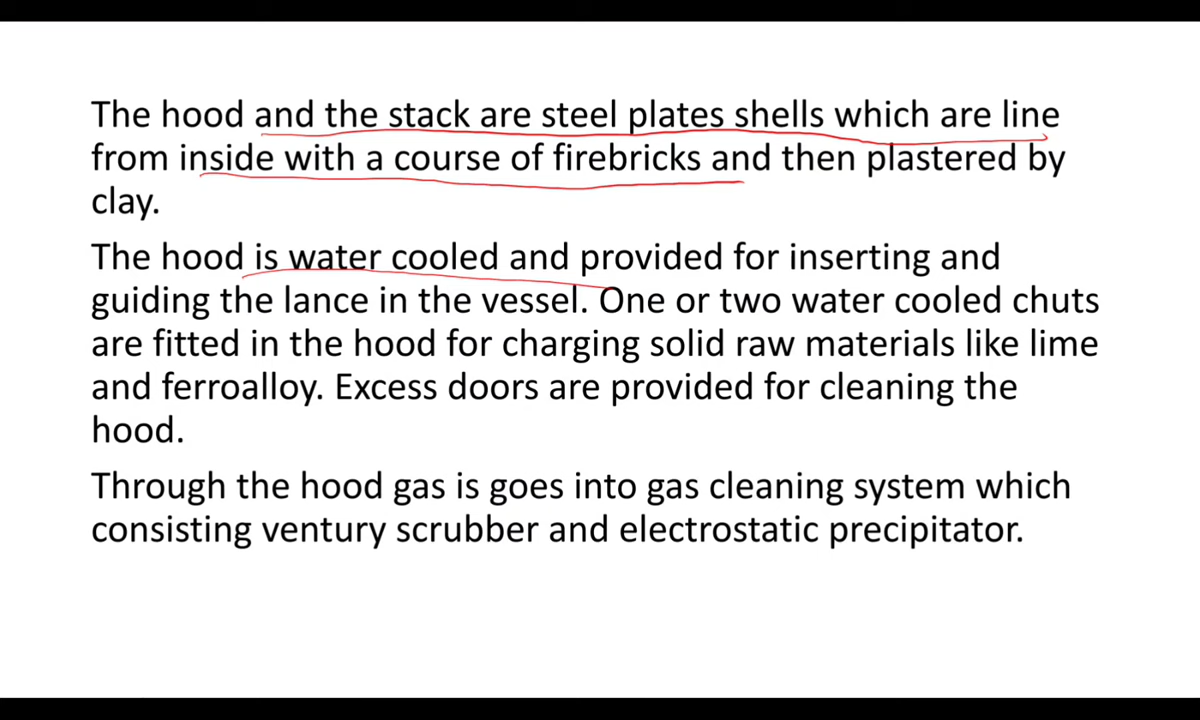 The hood and the stack are steel plates shells which are line
from inside with a course of firebricks and then plastered by
clay.
The hood is water cooled and provided for inserting and
guiding the lance in the vessel. One or two water cooled chuts
are fitted in the hood for charging solid raw materials like lime
and ferroalloy. Excess doors are provided for cleaning the
hood.
Through the hood gas is goes into gas cleaning system which
consisting ventury scrubber and electrostatic precipitator.